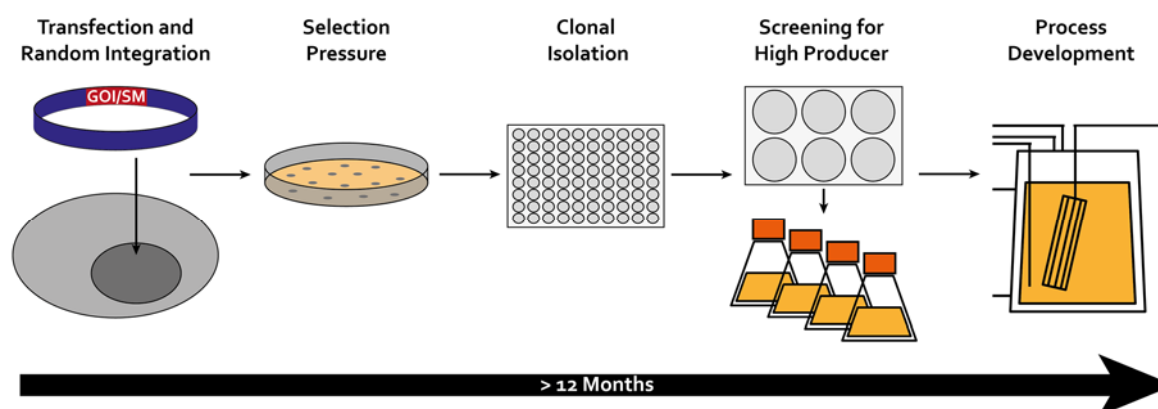 Transfection and
Random Integration
Selection
Pressure
Clonal
Isolation
Screening for
High Producer
Process
Development
GOI/SM
> 12 Months